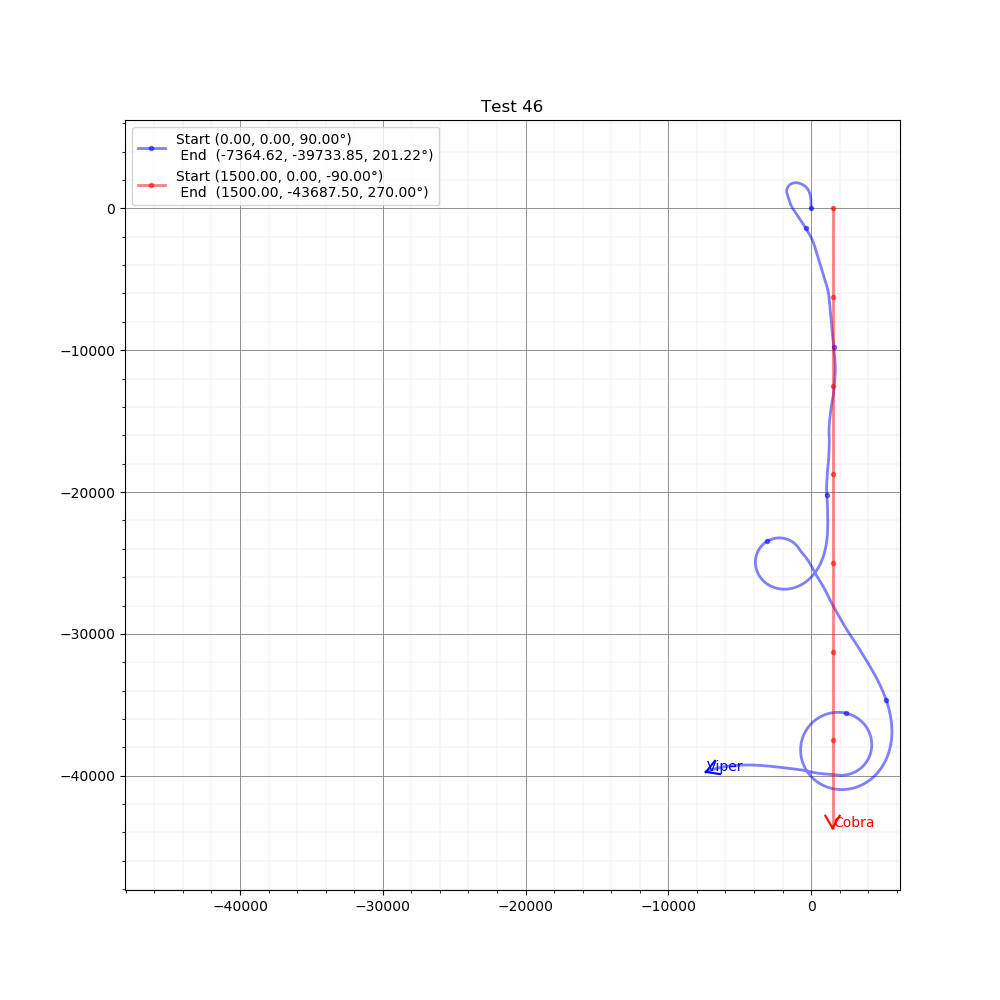 Test 46
Start (0.00, 0.00, 90.00°)
End  (-7364.62, -39733.85, 201.22°)
Start (1500.00, 0.00, -90.00°)
End  (1500.00, -43687.50, 270.00°)
0
−10000
−20000
−30000
−40000
Viper
Cobra
−40000 −30000 −20000 −10000 0